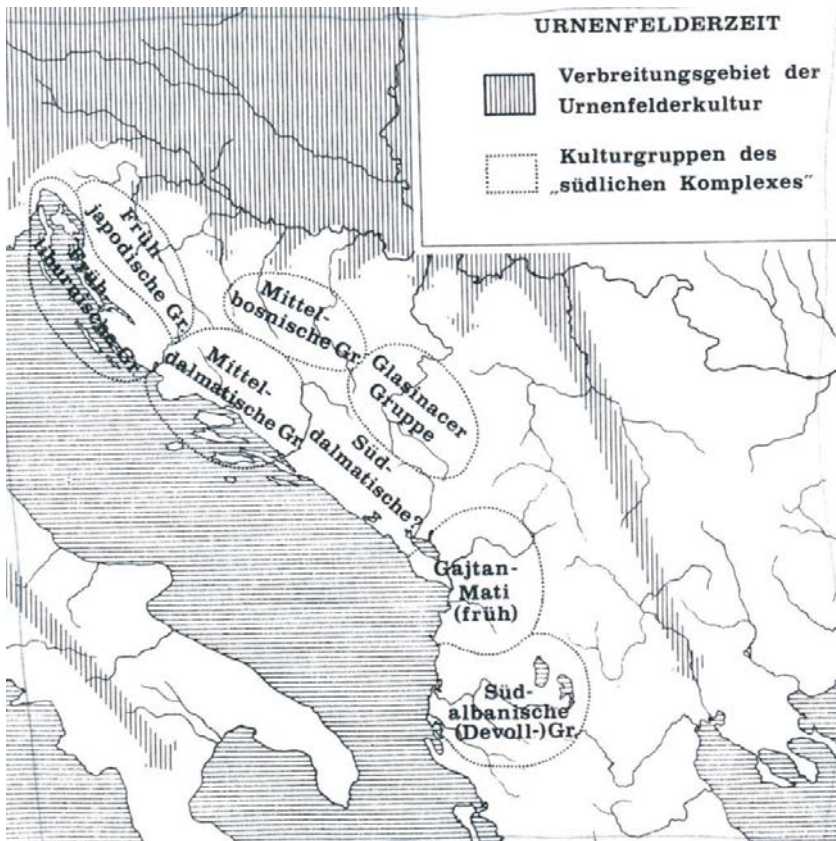 URNENFELDERZEIT
Verbreitungsgebiet der
Urnenfelderkultur
Kulturgruppen des
„südlichen Komplexes“
Früh-
japodische Gr.
Früh-
liburnische Gr.
Mittel-
bosnische Gr.
Mittel-
dalmatische Gr.
Glasinacer
Gruppe
Süd-
dalmatische?
Gajtan-
Mati
(früh)
Süd-
albanische
(Devoll-)Gr.